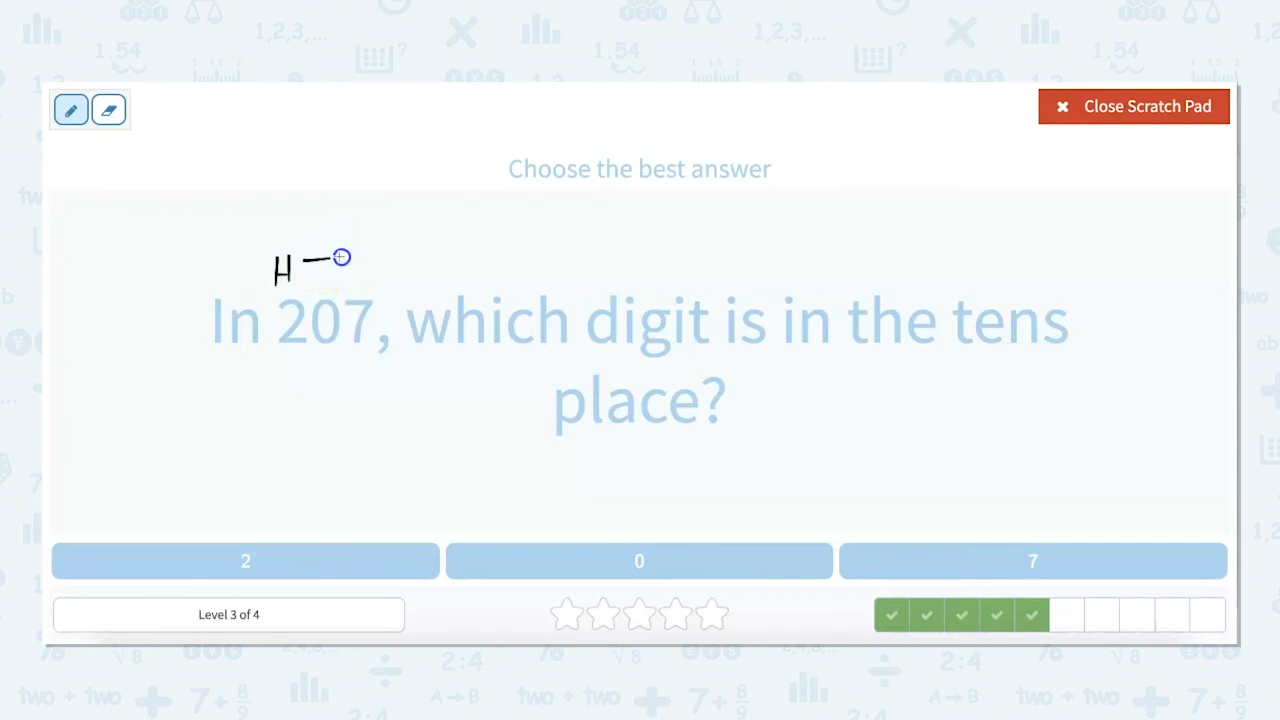 Close Scratch Pad
Choose the best answer
H
In 207, which digit is in the tens
place?
2
0
7
Level 3 of 4